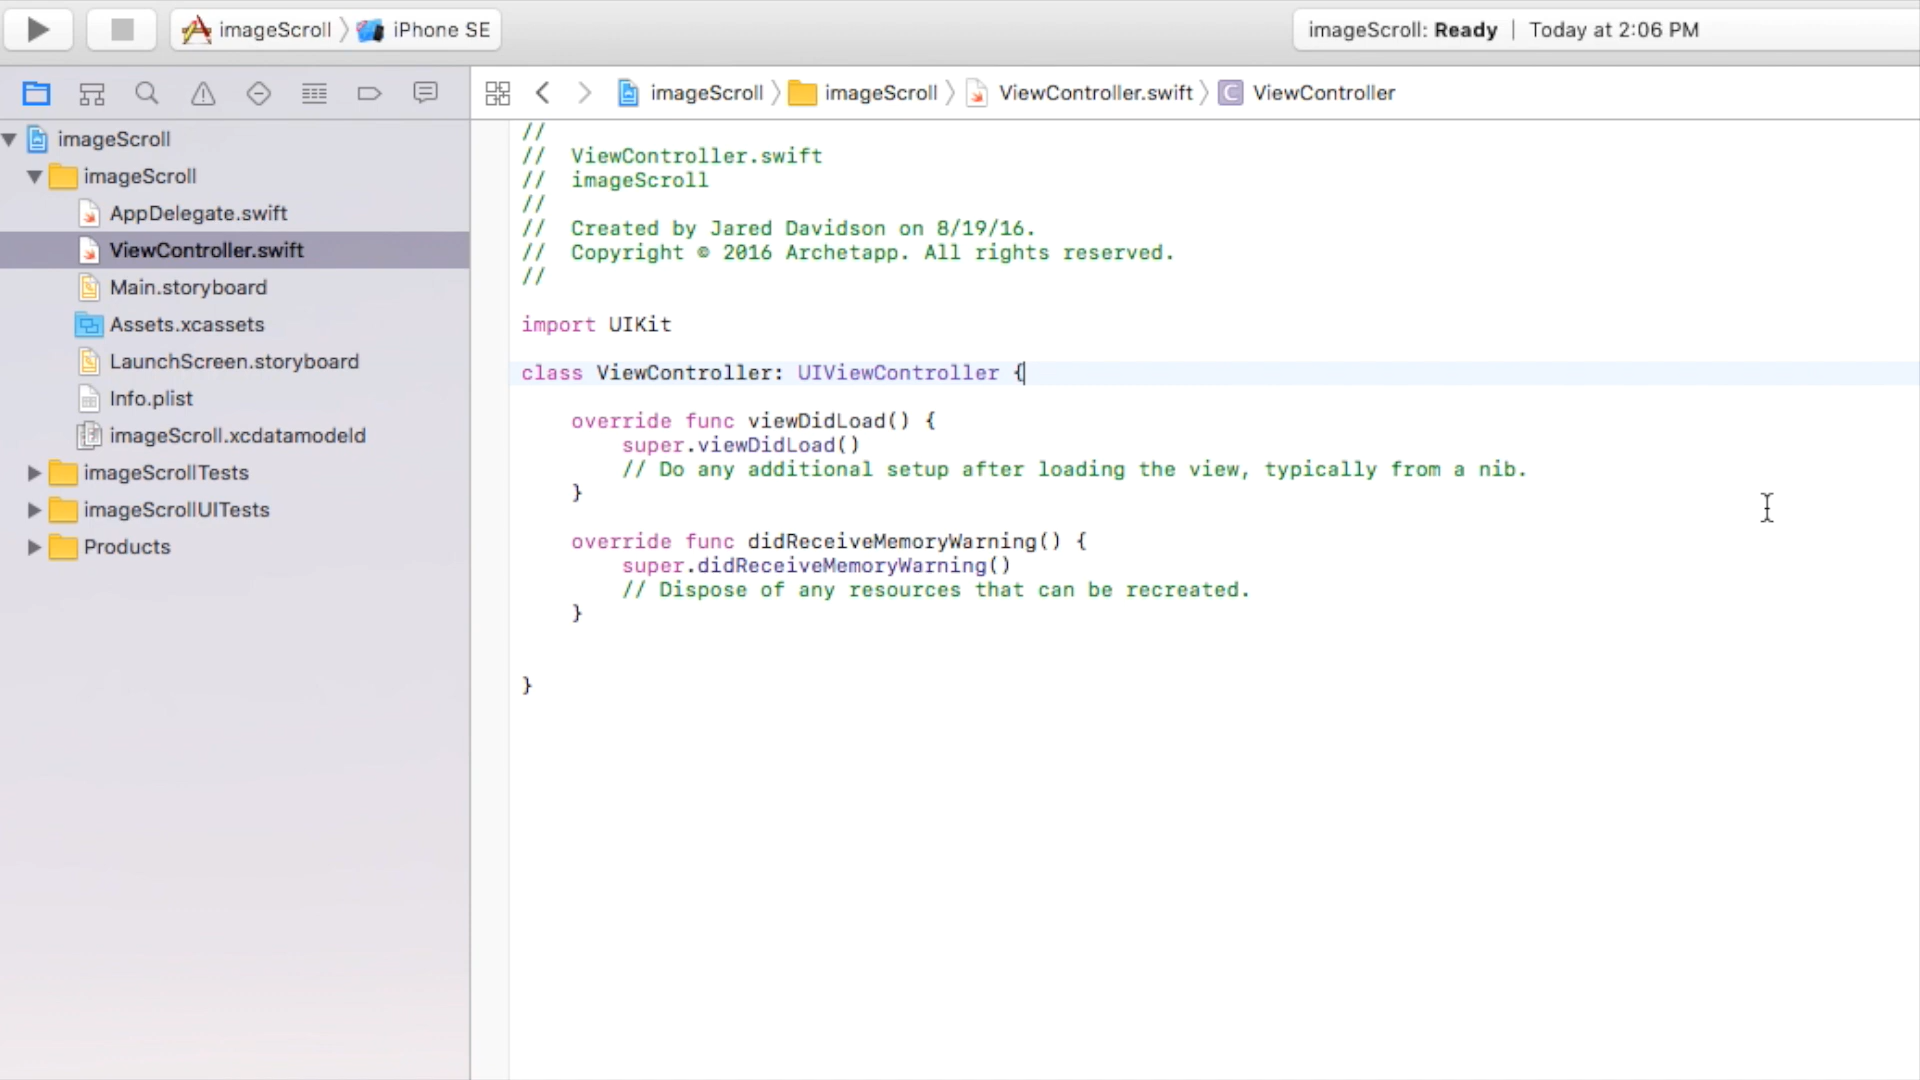 imageScroll 〉 iPhone SE
imageScroll: Ready | Today at 2:06 PM
imageScroll 〉 imageScroll 〉 ViewController.swift 〉 C ViewController
imageScroll
imageScroll
AppDelegate.swift
ViewController.swift
Main.storyboard
Assets.xcassets
LaunchScreen.storyboard
Info.plist
imageScroll.xcdatamodeld
imageScrollTests
imageScrollUITests
Products
//
//  ViewController.swift
//  imageScroll
//
//  Created by Jared Davidson on 8/19/16.
//  Copyright © 2016 Archetapp. All rights reserved.
//
import UIKit
class ViewController: UIViewController {
    override func viewDidLoad() {
        super.viewDidLoad()
        // Do any additional setup after loading the view, typically from a nib.
    }
    override func didReceiveMemoryWarning() {
        super.didReceiveMemoryWarning()
        // Dispose of any resources that can be recreated.
    }
}